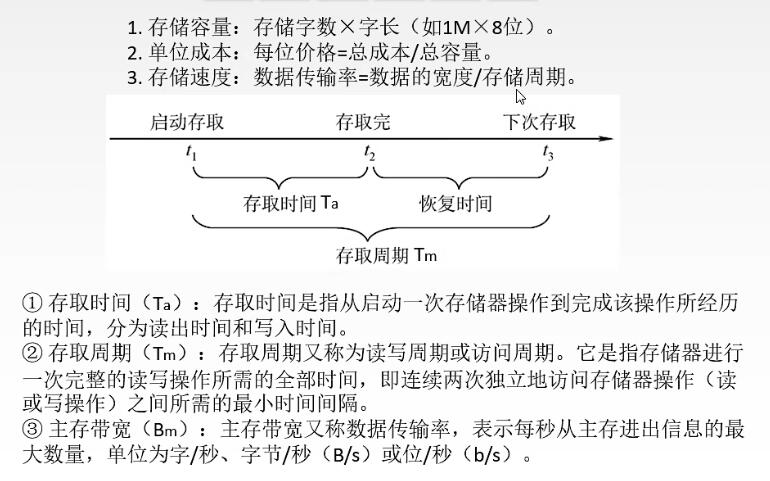 1. 存储容量：存储字数×字长（如1M×8位）。
2. 单位成本：每位价格=总成本/总容量。
3. 存储速度：数据传输率=数据的宽度/存储周期。
启动存取 存取完 下次存取
t1 t2 t3
存取时间 Ta 恢复时间
存取周期 Tm
① 存取时间（Ta）：存取时间是指从启动一次存储器操作到完成该操作所经历
的时间，分为读出时间和写入时间。
② 存取周期（Tm）：存取周期又称为读写周期或访问周期。它是指存储器进行
一次完整的读写操作所需的全部时间，即连续两次独立地访问存储器操作（读
或写操作）之间所需的最小时间间隔。
③ 主存带宽（Bm）：主存带宽又称数据传输率，表示每秒从主存进出信息的最
大数量，单位为字/秒、字节/秒（B/s）或位/秒（b/s）。